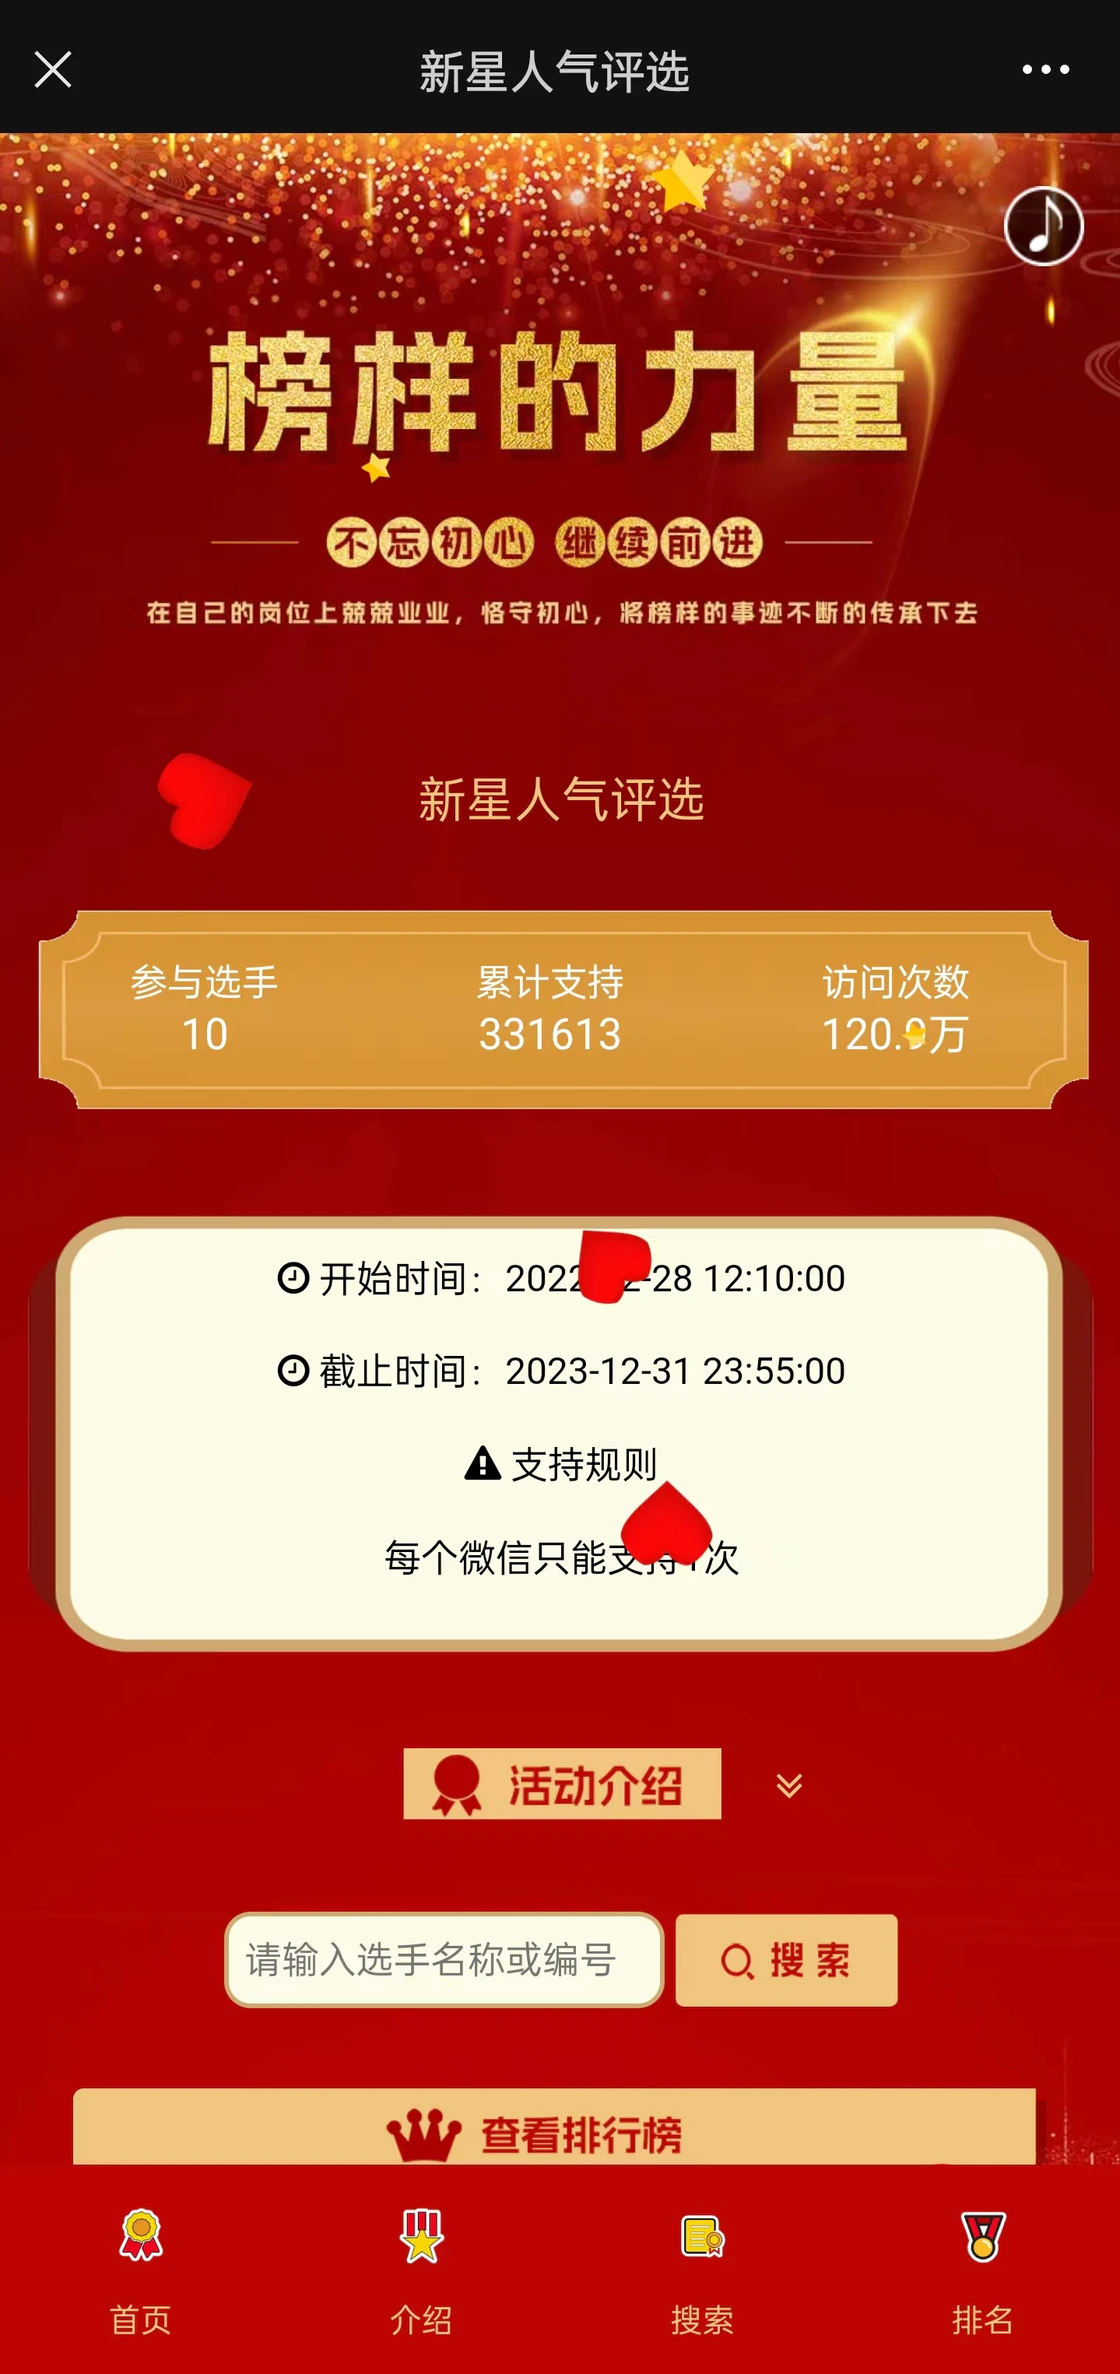 新星人气评选
榜样的力量
不忘初心 继续前进
在自己的岗位上兢兢业业，恪守初心，将榜样的事迹不断的传承下去
新星人气评选
参与选手 累计支持 访问次数
10 331613 120.9万
开始时间：2022-12-28 12:10:00
截止时间：2023-12-31 23:55:00
支持规则
每个微信只能支持1次
活动介绍
请输入选手名称或编号 搜 索
查看排行榜
首页 介绍 搜索 排名